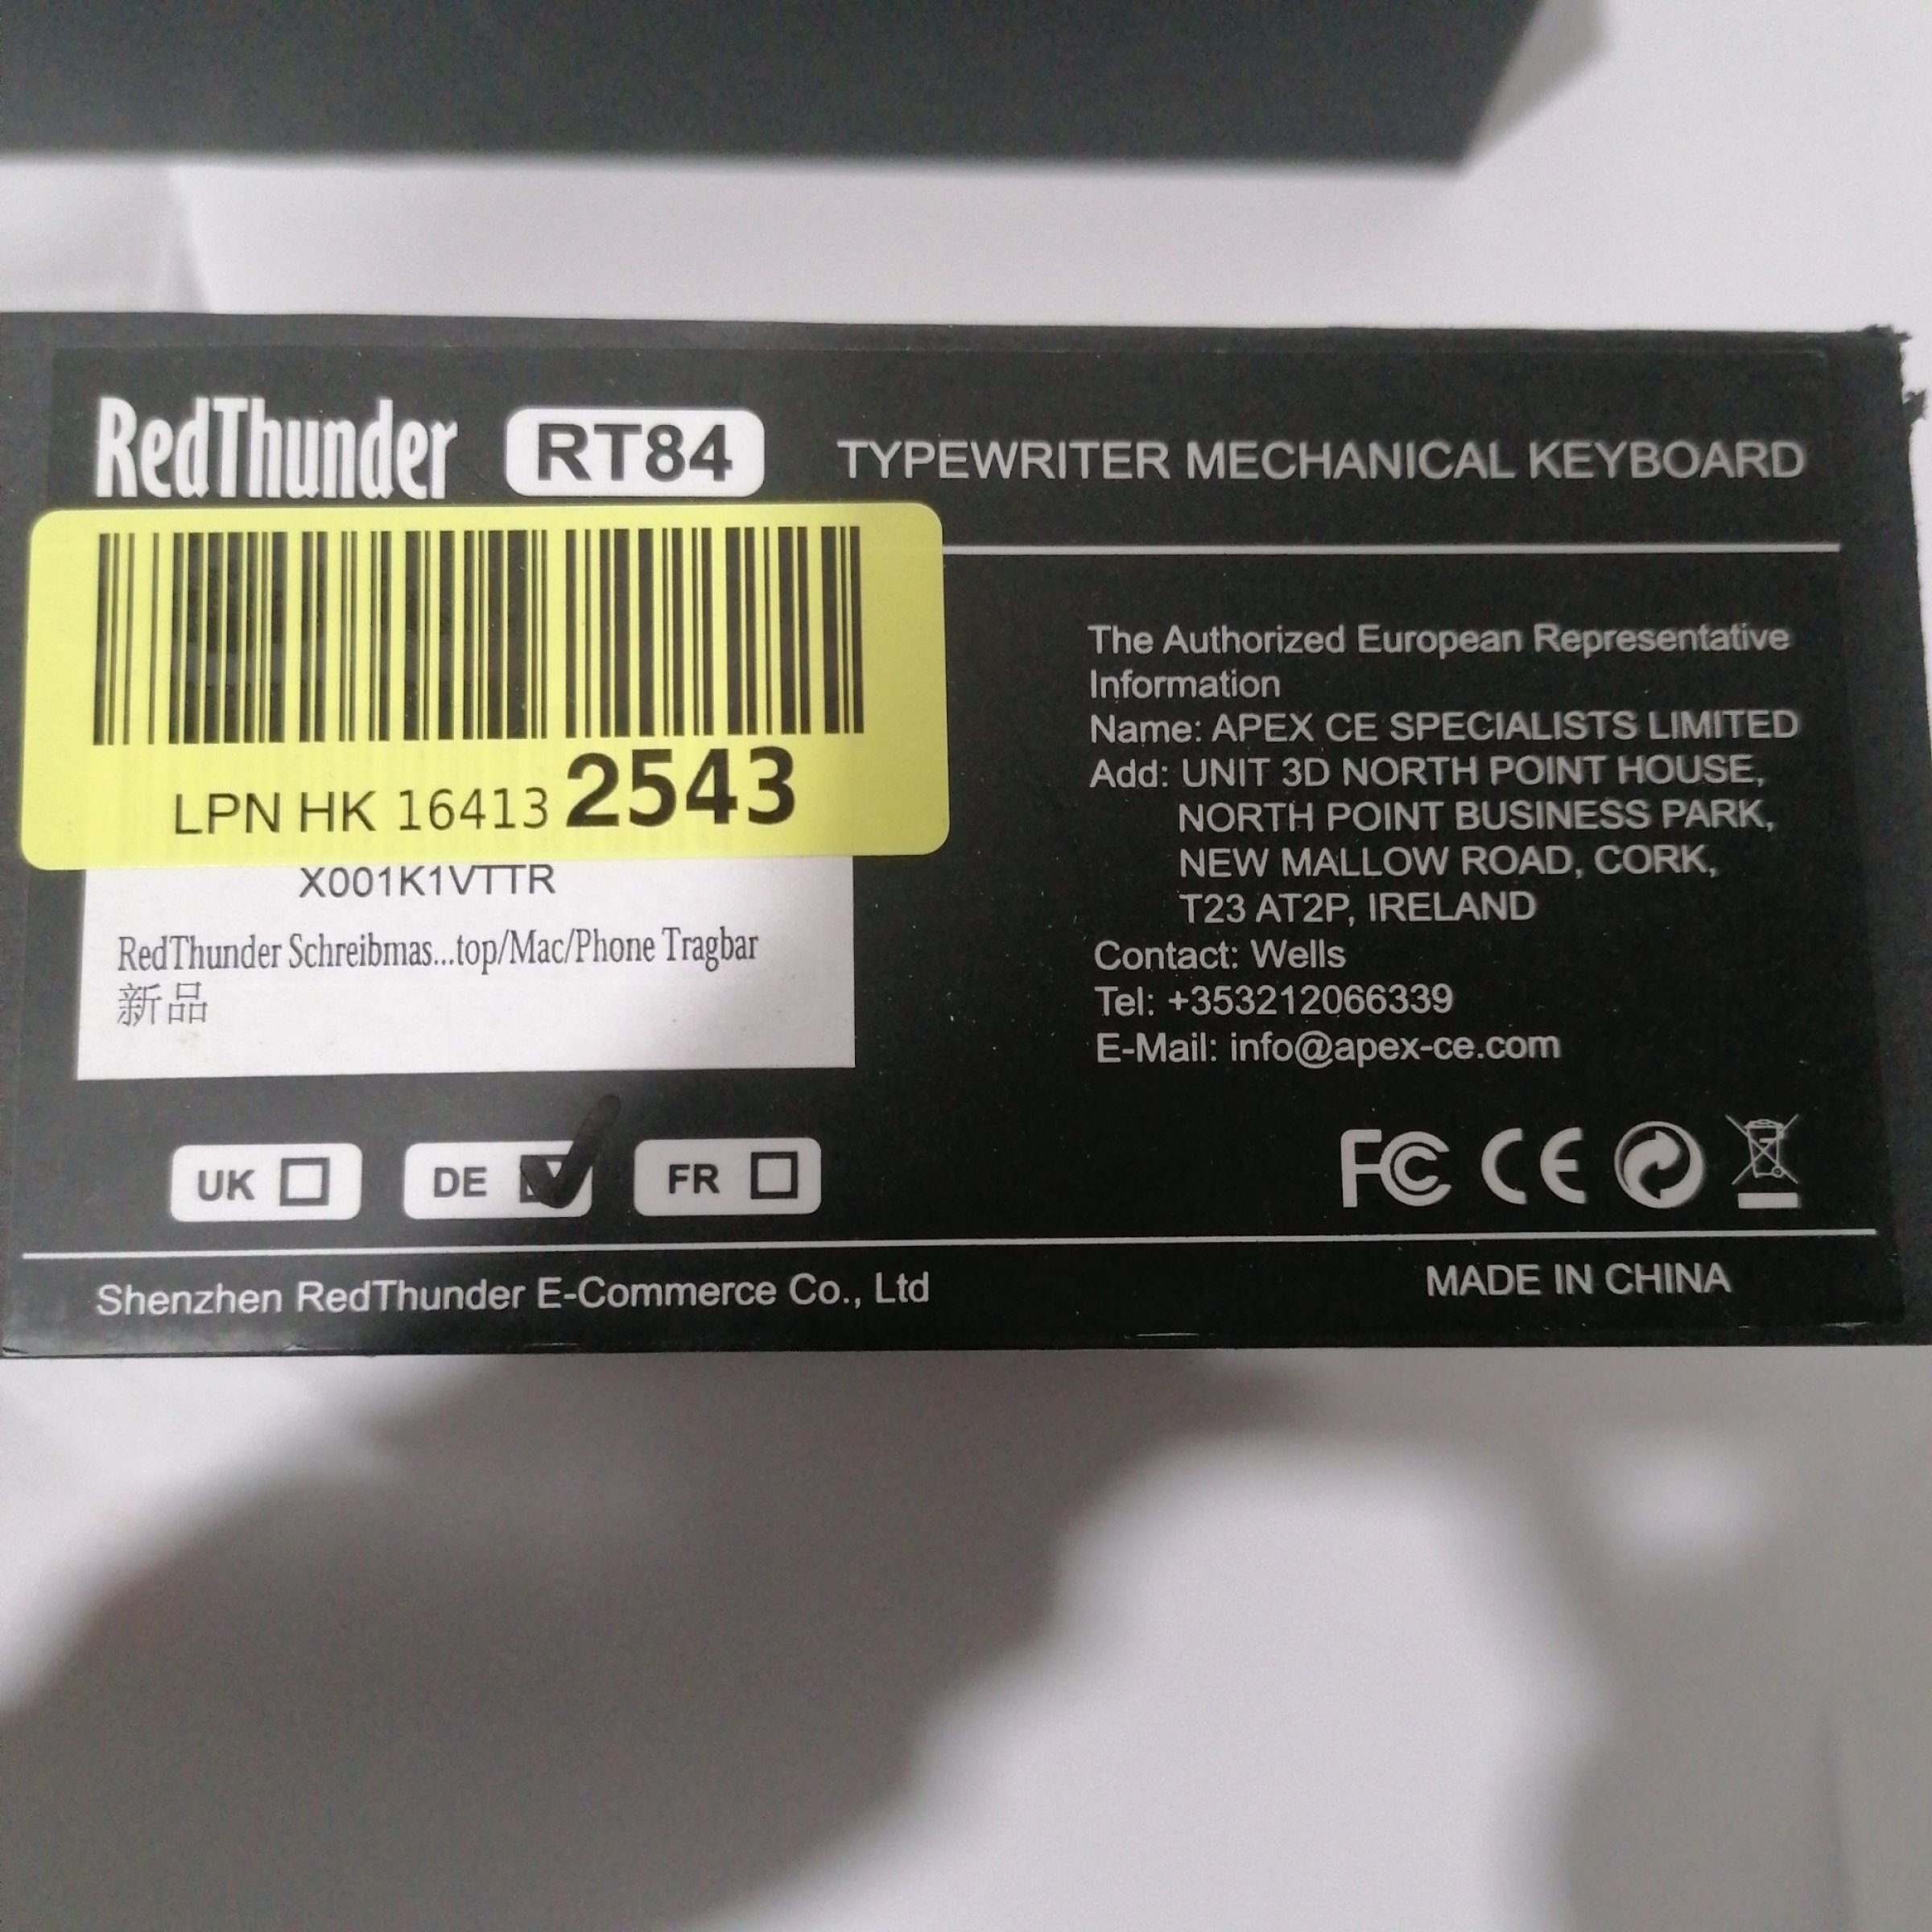 RedThunder RT84 TYPEWRITER MECHANICAL KEYBOARD
LPN HK 16413 2543
X001K1VTTR
RedThunder Schreibmas...top/Mac/Phone Tragbar
新品
The Authorized European Representative
Information
Name: APEX CE SPECIALISTS LIMITED
Add: UNIT 3D NORTH POINT HOUSE,
NORTH POINT BUSINESS PARK,
NEW MALLOW ROAD, CORK,
T23 AT2P, IRELAND
Contact: Wells
Tel: +353212066339
E-Mail: info@apex-ce.com
UK DE FR
FC CE
Shenzhen RedThunder E-Commerce Co., Ltd
MADE IN CHINA